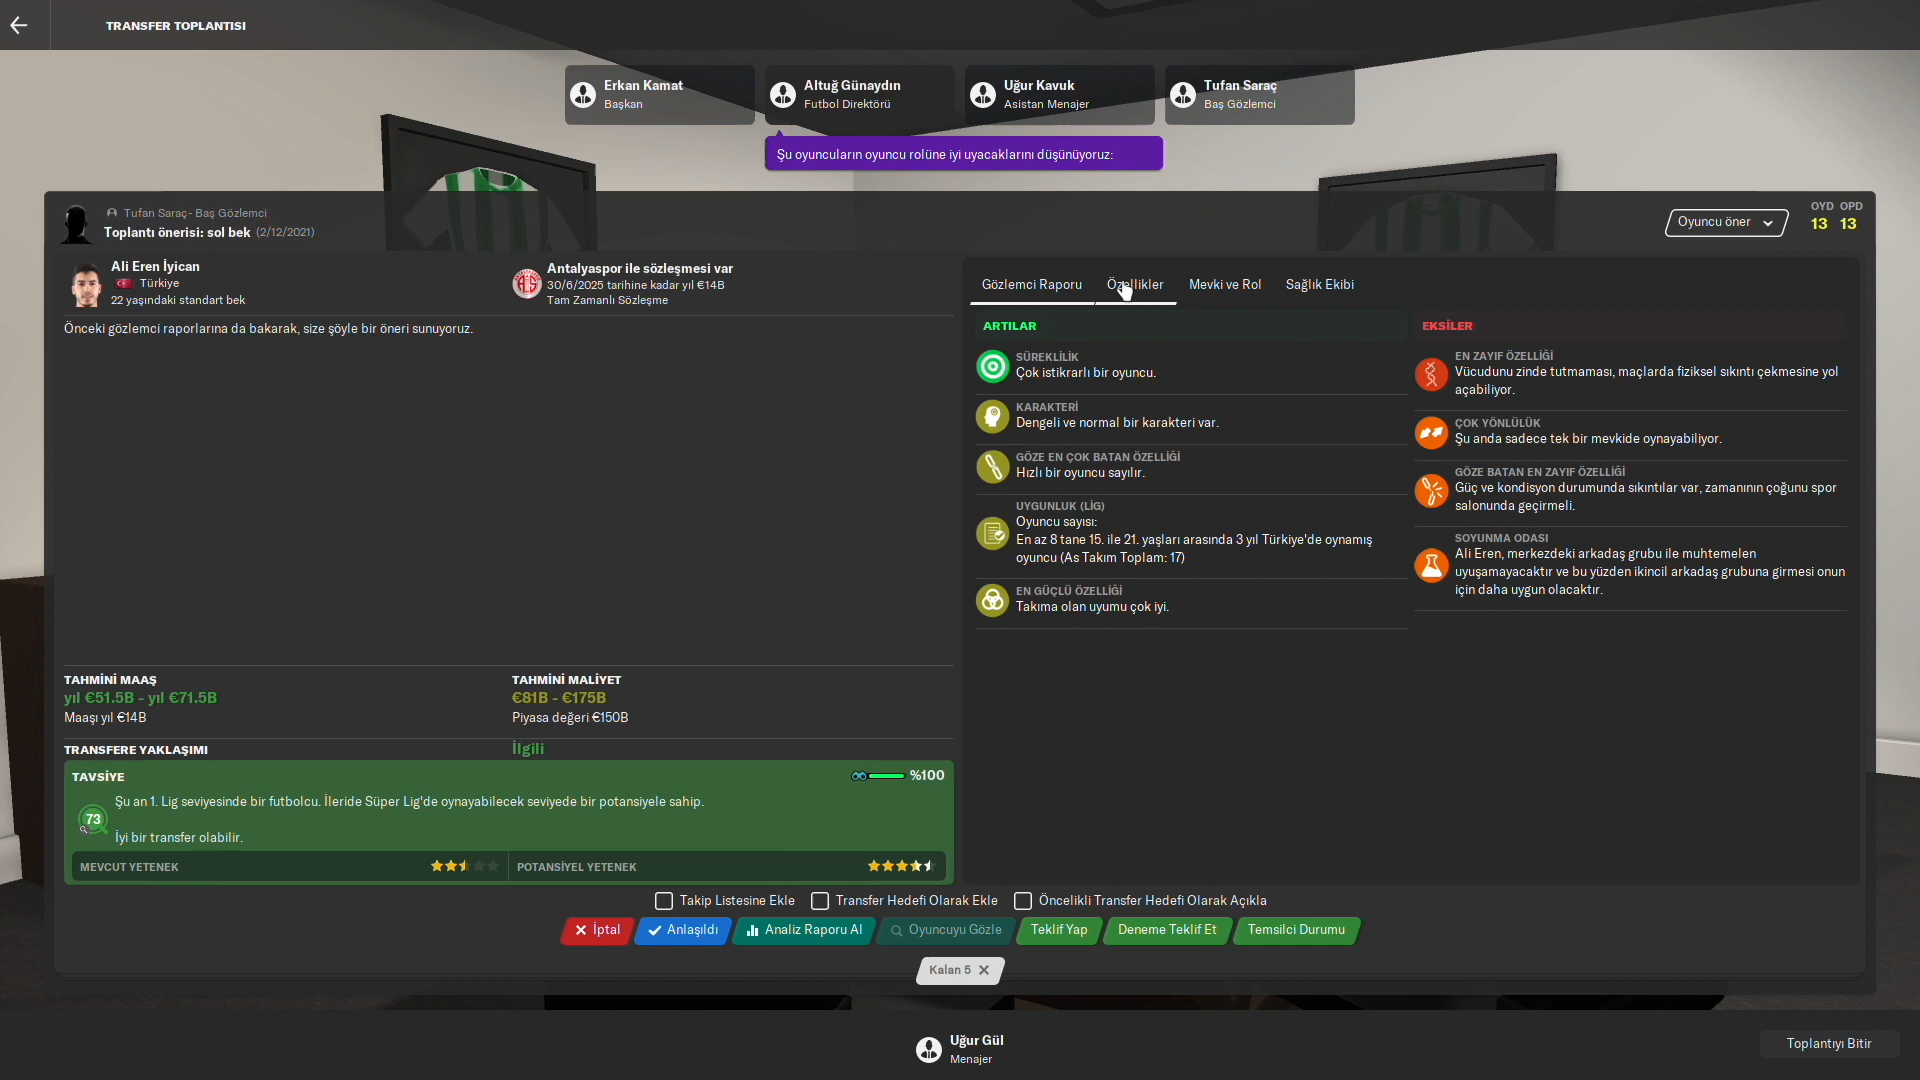 TRANSFER TOPLANTISI
Erkan Kamat
Başkan
Altuğ Günaydın
Futbol Direktörü
Uğur Kavuk
Asistan Menajer
Tufan Saraç
Baş Gözlemci
Şu oyuncuların oyuncu rolüne iyi uyacaklarını düşünüyoruz:
Tufan Saraç- Baş Gözlemci
Toplantı önerisi: sol bek (2/12/2021)
Oyuncu öner
OYD OPD
13 13
Ali Eren İyican
Türkiye
22 yaşındaki standart bek
Antalyaspor ile sözleşmesi var
30/6/2025 tarihine kadar yıl €14B
Tam Zamanlı Sözleşme
Önceki gözlemci raporlarına da bakarak, size şöyle bir öneri sunuyoruz.
TAHMİNİ MAAŞ
yıl €51.5B - yıl €71.5B
Maaşı yıl €14B
TAHMİNİ MALİYET
€81B - €175B
Piyasa değeri €150B
TRANSFERE YAKLAŞIMI
İlgili
TAVSİYE
%100
73
Şu an 1. Lig seviyesinde bir futbolcu. İleride Süper Lig'de oynayabilecek seviyede bir potansiyele sahip.
İyi bir transfer olabilir.
MEVCUT YETENEK
POTANSİYEL YETENEK
Gözlemci Raporu
Özellikler
Mevki ve Rol
Sağlık Ekibi
ARTILAR
SÜREKLİLİK
Çok istikrarlı bir oyuncu.
KARAKTERİ
Dengeli ve normal bir karakteri var.
GÖZE EN ÇOK BATAN ÖZELLİĞİ
Hızlı bir oyuncu sayılır.
UYGUNLUK (LİG)
Oyuncu sayısı:
En az 8 tane 15. ile 21. yaşları arasında 3 yıl Türkiye'de oynamış
oyuncu (As Takım Toplam: 17)
EN GÜÇLÜ ÖZELLİĞİ
Takıma olan uyumu çok iyi.
EKSİLER
EN ZAYIF ÖZELLİĞİ
Vücudunu zinde tutmaması, maçlarda fiziksel sıkıntı çekmesine yol
açabiliyor.
ÇOK YÖNLÜLÜK
Şu anda sadece tek bir mevkide oynayabiliyor.
GÖZE BATAN EN ZAYIF ÖZELLİĞİ
Güç ve kondisyon durumunda sıkıntılar var, zamanının çoğunu spor
salonunda geçirmeli.
SOYUNMA ODASI
Ali Eren, merkezdeki arkadaş grubu ile muhtemelen
uyuşamayacaktır ve bu yüzden ikincil arkadaş grubuna girmesi onun
için daha uygun olacaktır.
Takip Listesine Ekle
Transfer Hedefi Olarak Ekle
Öncelikli Transfer Hedefi Olarak Açıkla
İptal
Anlaşıldı
Analiz Raporu Al
Oyuncuyu Gözle
Teklif Yap
Deneme Teklif Et
Temsilci Durumu
Kalan 5
Uğur Gül
Menajer
Toplantıyı Bitir